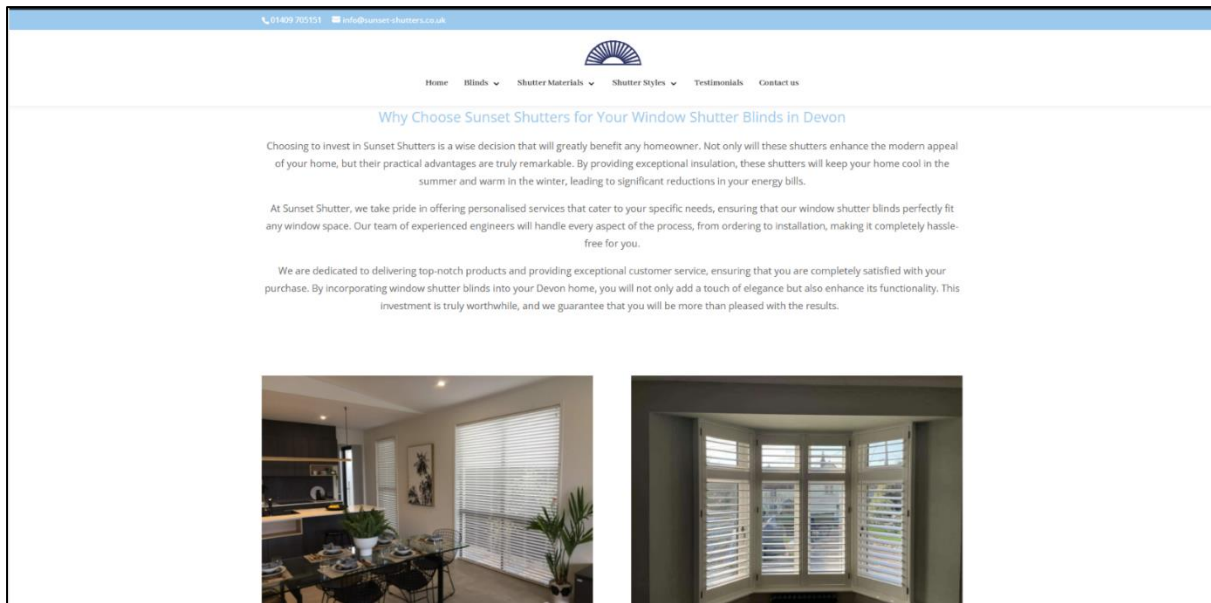 01409 705151 info@sunset-shutters.co.uk
Home Blinds Shutter Materials Shutter Styles Testimonials Contact us
Why Choose Sunset Shutters for Your Window Shutter Blinds in Devon
Choosing to invest in Sunset Shutters is a wise decision that will greatly benefit any homeowner. Not only will these shutters enhance the modern appeal
of your home, but their practical advantages are truly remarkable. By providing exceptional insulation, these shutters will keep your home cool in the
summer and warm in the winter, leading to significant reductions in your energy bills.
At Sunset Shutter, we take pride in offering personalised services that cater to your specific needs, ensuring that our window shutter blinds perfectly fit
any window space. Our team of experienced engineers will handle every aspect of the process, from ordering to installation, making it completely hassle-
free for you.
We are dedicated to delivering top-notch products and providing exceptional customer service, ensuring that you are completely satisfied with your
purchase. By incorporating window shutter blinds into your Devon home, you will not only add a touch of elegance but also enhance its functionality. This
investment is truly worthwhile, and we guarantee that you will be more than pleased with the results.